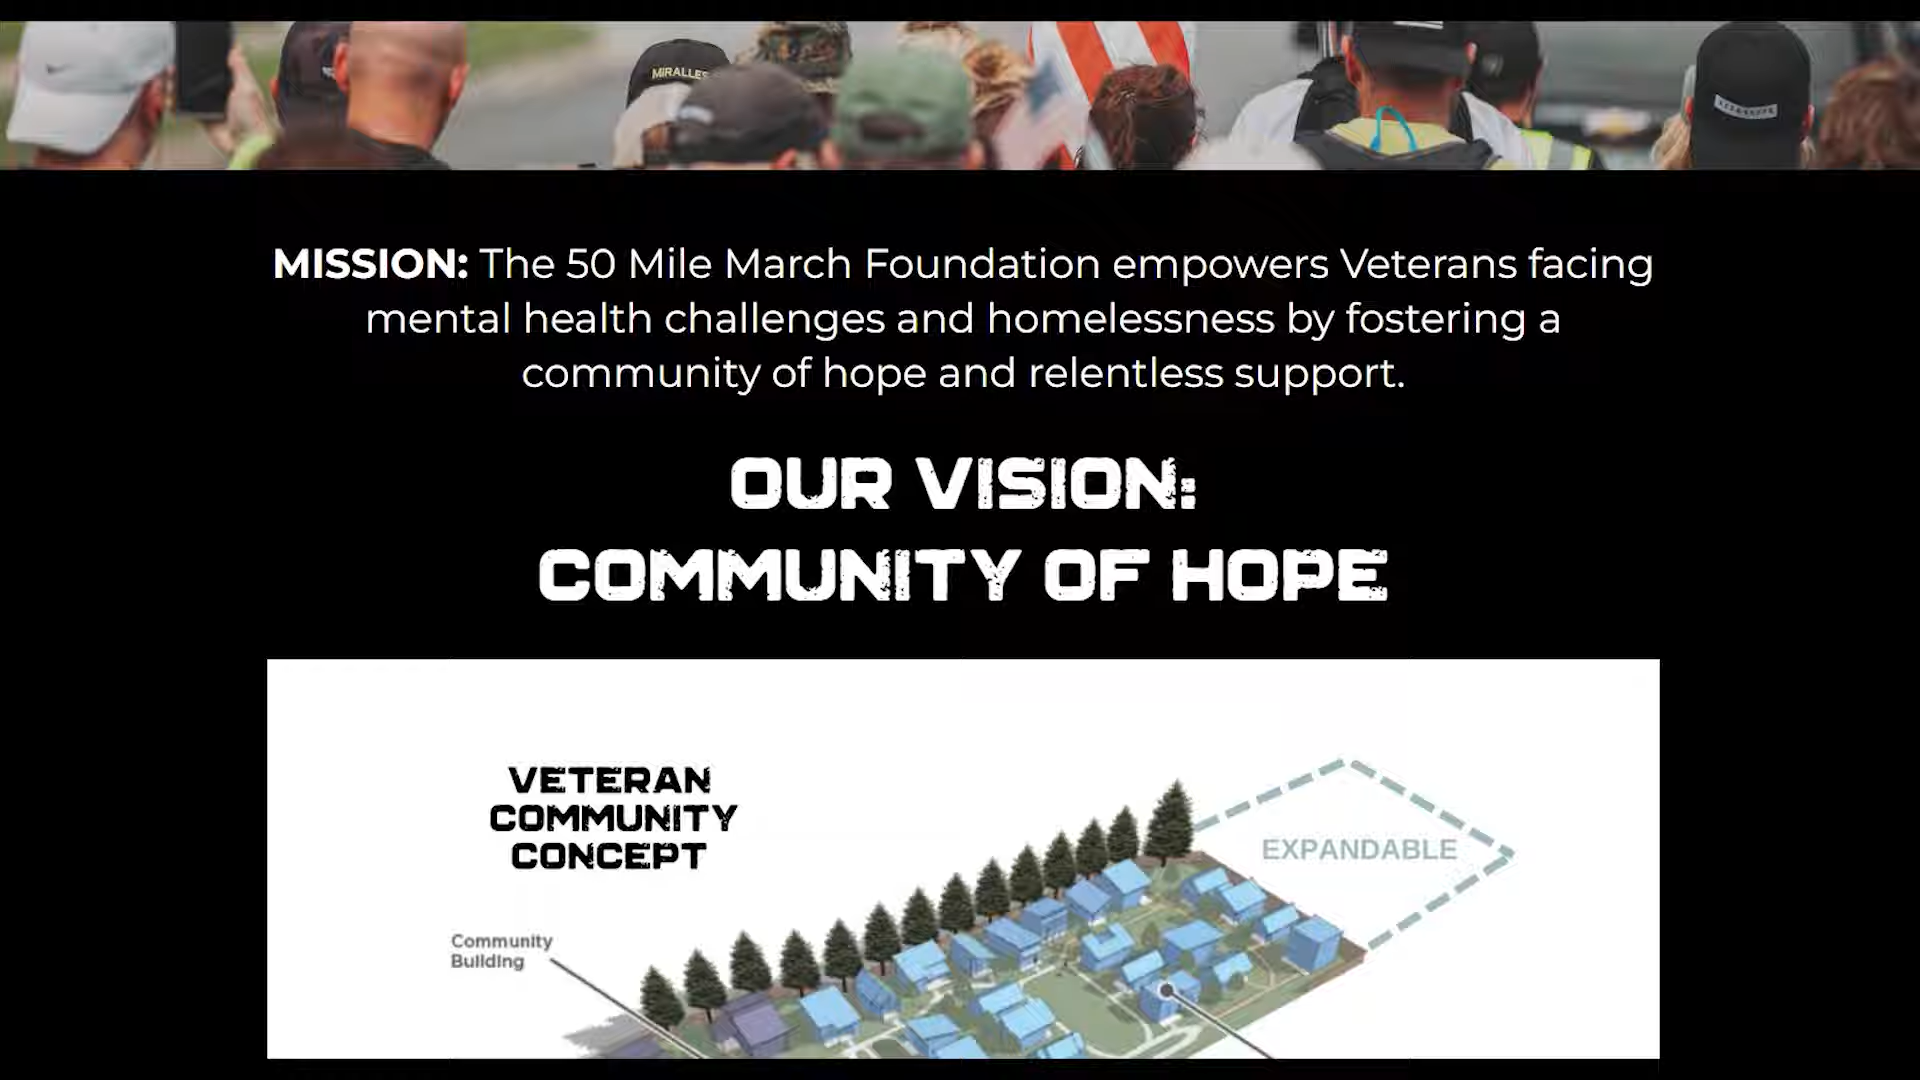 MIRALLES
MISSION: The 50 Mile March Foundation empowers Veterans facing
mental health challenges and homelessness by fostering a
community of hope and relentless support.
OUR VISION:
COMMUNITY OF HOPE
VETERAN
COMMUNITY
CONCEPT
EXPANDABLE
Community
Building